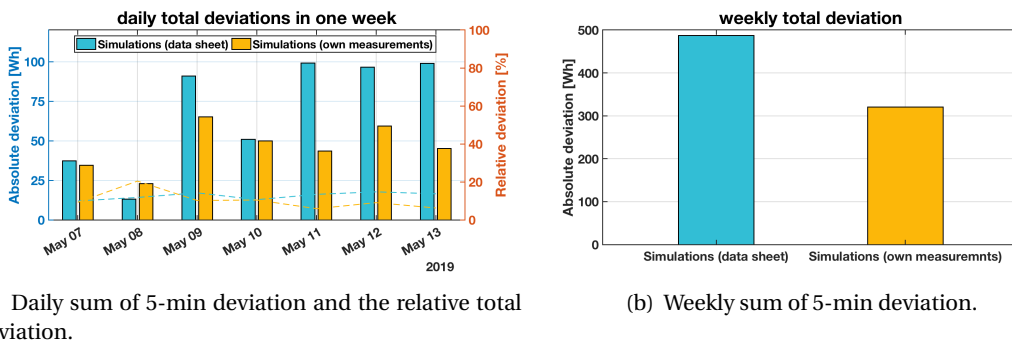 daily total deviations in one week
Simulations (data sheet) Simulations (own measurements)
Absolute deviation [Wh]
100
75
50
25
0
Relative deviation [%]
100
80
60
40
20
0
May 07 May 08 May 09 May 10 May 11 May 12 May 13
2019
Daily sum of 5-min deviation and the relative total
viation.
weekly total deviation
Absolute deviation [Wh]
500
400
300
200
100
0
Simulations (data sheet) Simulations (own measuremnts)
(b) Weekly sum of 5-min deviation.